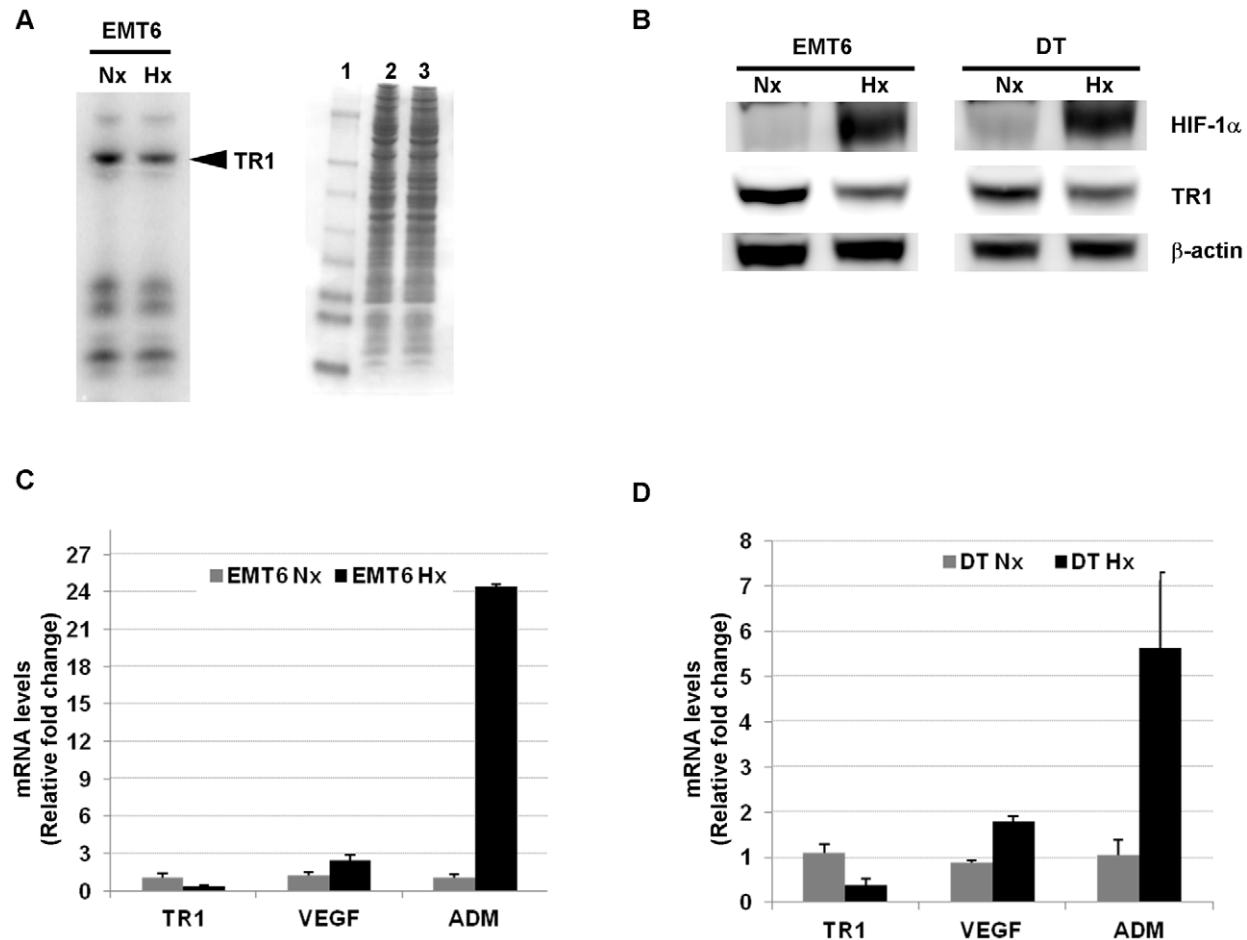 A
EMT6
Nx Hx
TR1
1 2 3
B
EMT6 DT
Nx Hx Nx Hx
HIF-1α
TR1
β-actin
C
mRNA levels
(Relative fold change)
27
24
21
18
15
12
9
6
3
0
EMT6 Nx EMT6 Hx
TR1 VEGF ADM
D
mRNA levels
(Relative fold change)
8
7
6
5
4
3
2
1
0
DT Nx DT Hx
TR1 VEGF ADM